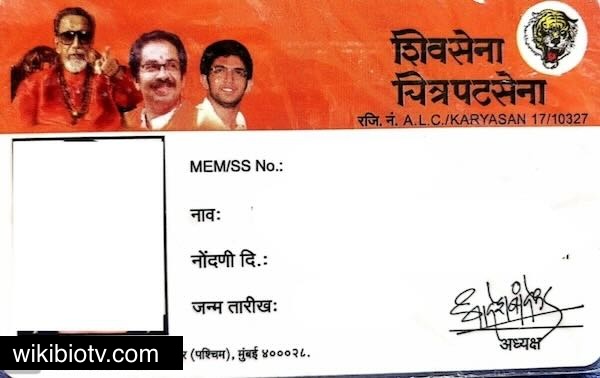 शिवसेना
चित्रपटसेना
रजि. नं. A.L.C./KARYASAN 17/10327
MEM/SS No.:
नावः
नोंदणी दि.:
जन्म तारीखः
अध्यक्ष
(पश्चिम), मुंबई ४०००२८.
wikibiotv.com